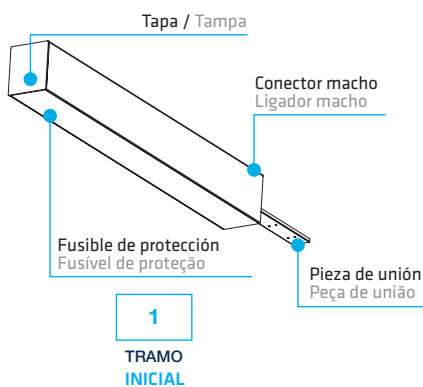 Tapa / Tampa
Conector macho
Ligador macho
Fusible de protección
Fusível de proteção
Pieza de unión
Peça de união
1
TRAMO
INICIAL